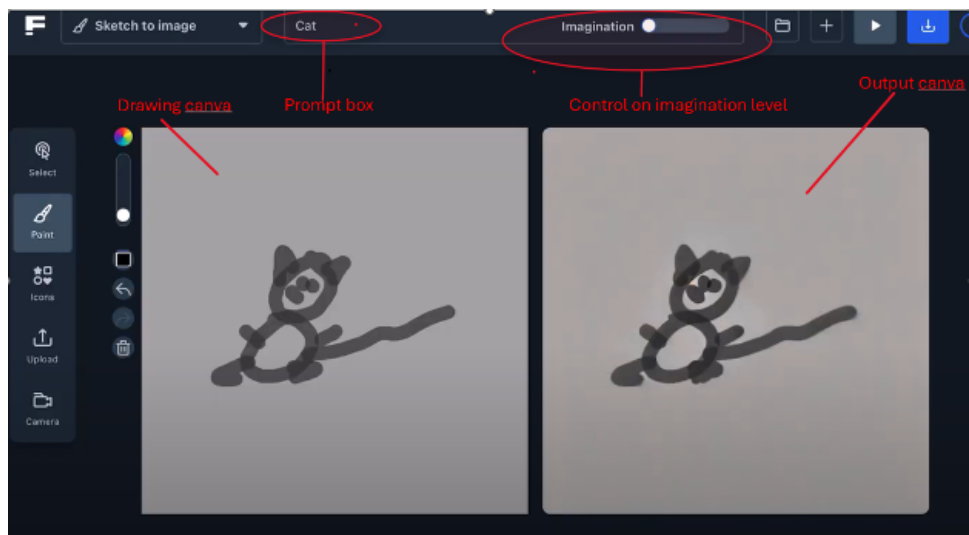 Sketch to image
Cat
Imagination
Drawing canva
Prompt box
Control on imagination level
Output canva
Select
Paint
Icons
Upload
Camera